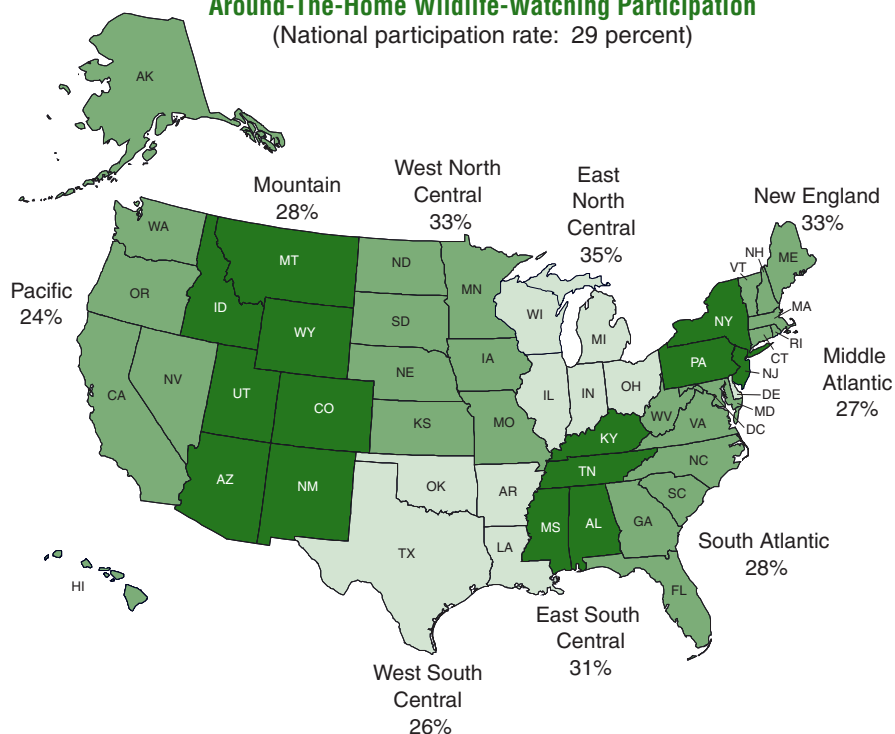 Around-The-Home Wildlife-Watching Participation
(National participation rate: 29 percent)
AK
Mountain
28%
West North
Central
33%
East
North
Central
35%
New England
33%
Pacific
24%
Middle
Atlantic
27%
South Atlantic
28%
East South
Central
31%
West South
Central
26%
WA
OR
CA
NV
ID
MT
WY
UT
CO
AZ
NM
ND
SD
NE
KS
MN
IA
MO
WI
MI
IL
IN
OH
OK
AR
TX
LA
KY
TN
MS
AL
NY
PA
NJ
VT
NH
ME
MA
RI
CT
DE
MD
DC
WV
VA
NC
SC
GA
FL
HI